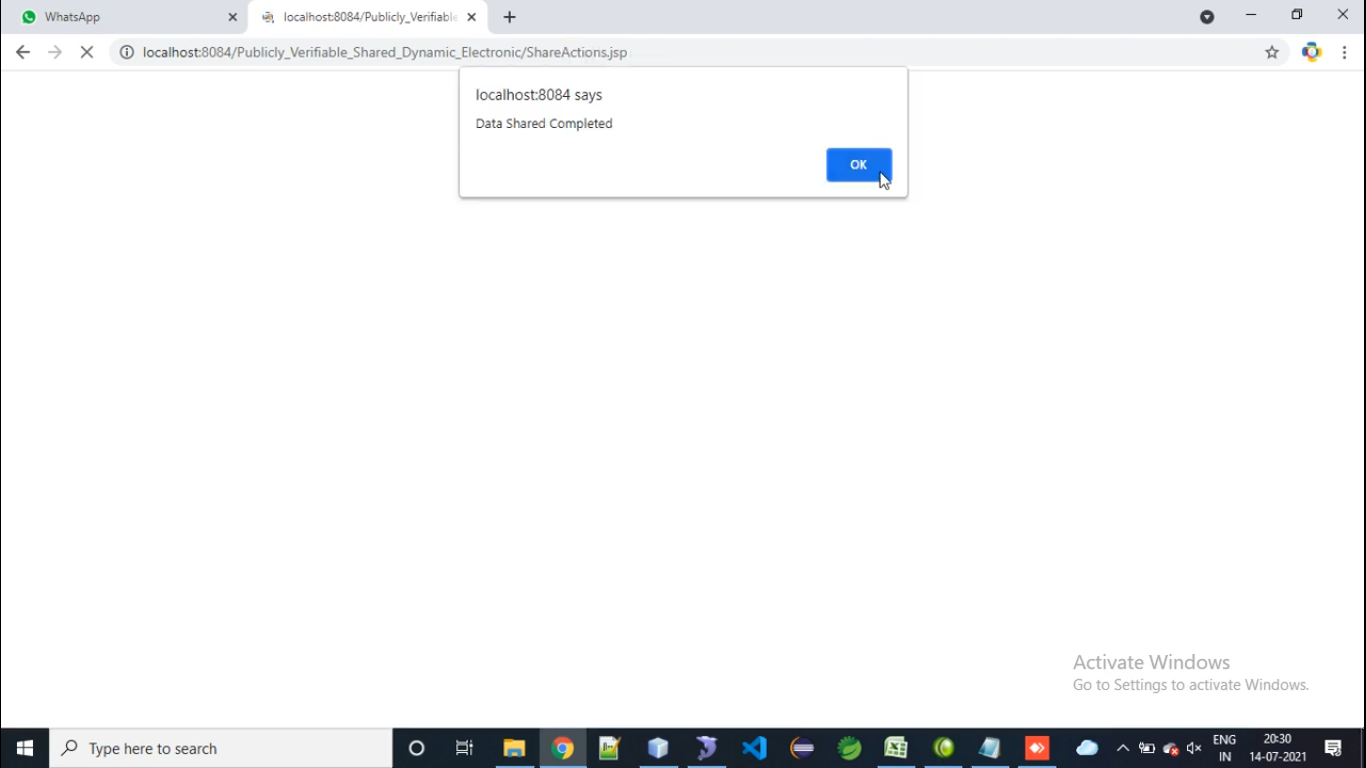 WhatsApp
localhost:8084/Publicly_Verifiable
localhost:8084/Publicly_Verifiable_Shared_Dynamic_Electronic/ShareActions.jsp
localhost:8084 says
Data Shared Completed
OK
Activate Windows
Go to Settings to activate Windows.
Type here to search
ENG
IN
20:30
14-07-2021